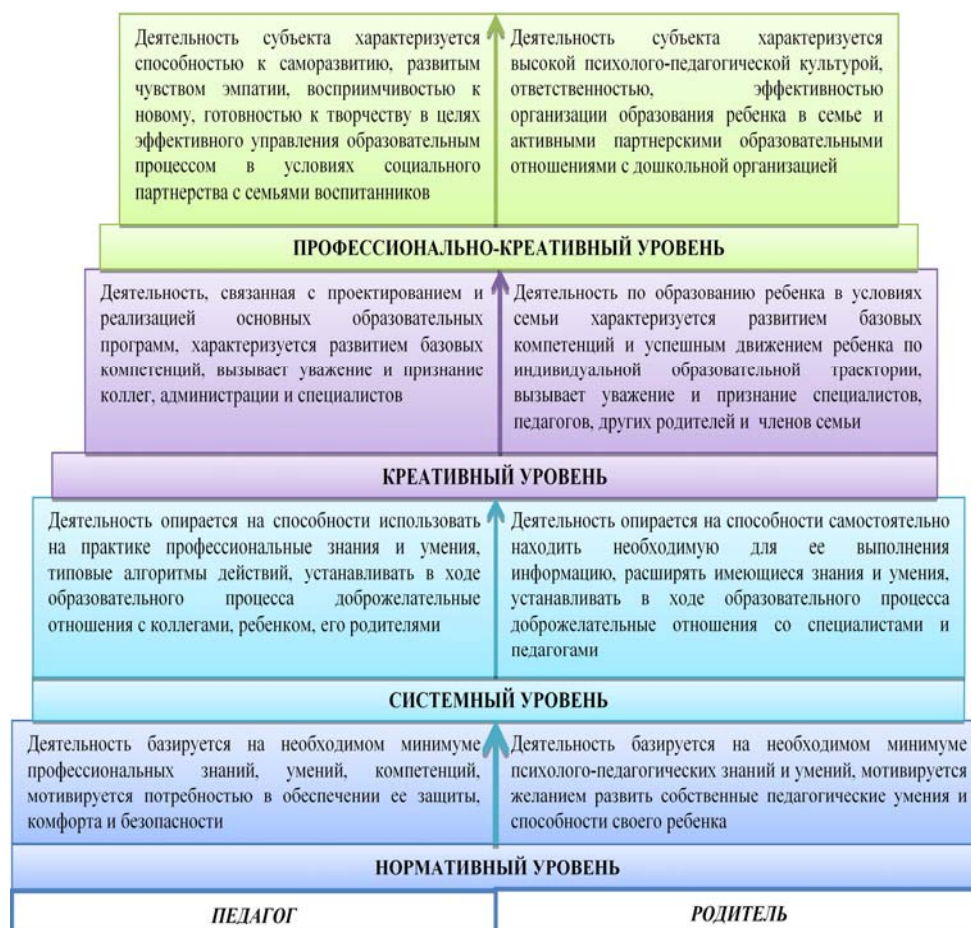 Деятельность субъекта характеризуется
способностью к саморазвитию, развитым
чувством эмпатии, восприимчивостью к
новому, готовностью к творчеству в целях
эффективного управления образовательным
процессом в условиях социального
партнерства с семьями воспитанников
Деятельность субъекта характеризуется
высокой психолого-педагогической культурой,
ответственностью, эффективностью
организации образования ребенка в семье и
активными партнерскими образовательными
отношениями с дошкольной организацией
ПРОФЕССИОНАЛЬНО-КРЕАТИВНЫЙ УРОВЕНЬ
Деятельность, связанная с проектированием и
реализацией основных образовательных
программ, характеризуется развитием базовых
компетенций, вызывает уважение и признание
коллег, администрации и специалистов
Деятельность по образованию ребенка в условиях
семьи характеризуется развитием базовых
компетенций и успешным движением ребенка по
индивидуальной образовательной траектории,
вызывает уважение и признание специалистов,
педагогов, других родителей и членов семьи
КРЕАТИВНЫЙ УРОВЕНЬ
Деятельность опирается на способности использовать
на практике профессиональные знания и умения,
типовые алгоритмы действий, устанавливать в ходе
образовательного процесса доброжелательные
отношения с коллегами, ребенком, его родителями
Деятельность опирается на способности самостоятельно
находить необходимую для ее выполнения
информацию, расширять имеющиеся знания и умения,
устанавливать в ходе образовательного процесса
доброжелательные отношения со специалистами и
педагогами
СИСТЕМНЫЙ УРОВЕНЬ
Деятельность базируется на необходимом минимуме
профессиональных знаний, умений, компетенций,
мотивируется потребностью в обеспечении ее защиты,
комфорта и безопасности
Деятельность базируется на необходимом минимуме
психолого-педагогических знаний и умений, мотивируется
желанием развить собственные педагогические умения и
способности своего ребенка
НОРМАТИВНЫЙ УРОВЕНЬ
ПЕДАГОГ
РОДИТЕЛЬ